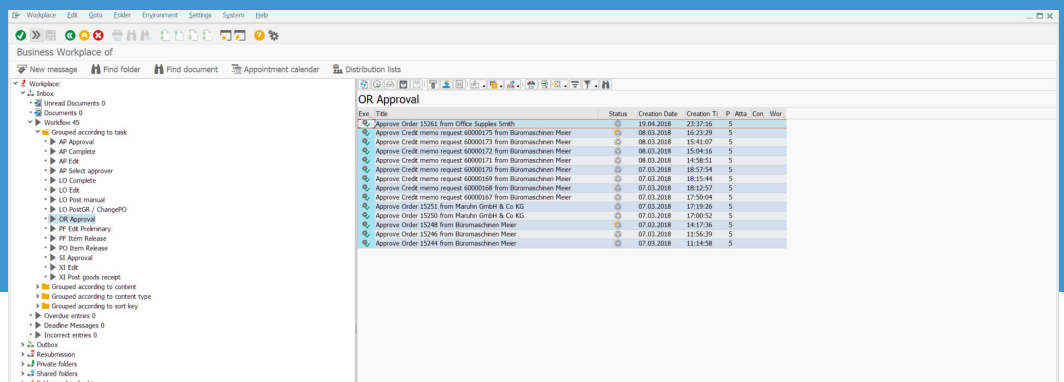 Workplace Edit Goto Folder Environment Settings System Help
Business Workplace of
New message Find folder Find document Appointment calendar Distribution lists
Workplace:
Inbox
Unread Documents 0
Documents 0
Workflow 45
Grouped according to task
AP Approval
AP Complete
AP Edit
AP Select approver
LO Complete
LO Edit
LO Post manual
LO PostGR / ChangePO
OR Approval
PF Edit Preliminary
PF Item Release
PO Item Release
SI Approval
XI Edit
XI Post goods receipt
Grouped according to content
Grouped according to content type
Grouped according to sort key
Overdue entries 0
Deadline Messages 0
Incorrect entries 0
Outbox
Resubmission
Private folders
Shared folders
OR Approval
Exe Title Status Creation Date Creation Ti P Atta Con Wor
Approve Order 15261 from Office Supplies Smith 19.04.2018 23:37:16 5
Approve Credit memo request 60000175 from Büromaschinen Meier 08.03.2018 16:23:29 5
Approve Credit memo request 60000173 from Büromaschinen Meier 08.03.2018 15:41:07 5
Approve Credit memo request 60000172 from Büromaschinen Meier 08.03.2018 15:04:16 5
Approve Credit memo request 60000171 from Büromaschinen Meier 08.03.2018 14:58:51 5
Approve Credit memo request 60000170 from Büromaschinen Meier 07.03.2018 18:57:54 5
Approve Credit memo request 60000169 from Büromaschinen Meier 07.03.2018 18:15:44 5
Approve Credit memo request 60000168 from Büromaschinen Meier 07.03.2018 18:12:57 5
Approve Credit memo request 60000167 from Büromaschinen Meier 07.03.2018 17:50:04 5
Approve Order 15251 from Maruhn GmbH & Co KG 07.03.2018 17:19:26 5
Approve Order 15250 from Maruhn GmbH & Co KG 07.03.2018 17:00:52 5
Approve Order 15248 from Büromaschinen Meier 07.03.2018 14:17:36 5
Approve Order 15246 from Büromaschinen Meier 07.03.2018 11:56:39 5
Approve Order 15244 from Büromaschinen Meier 07.03.2018 11:14:58 5